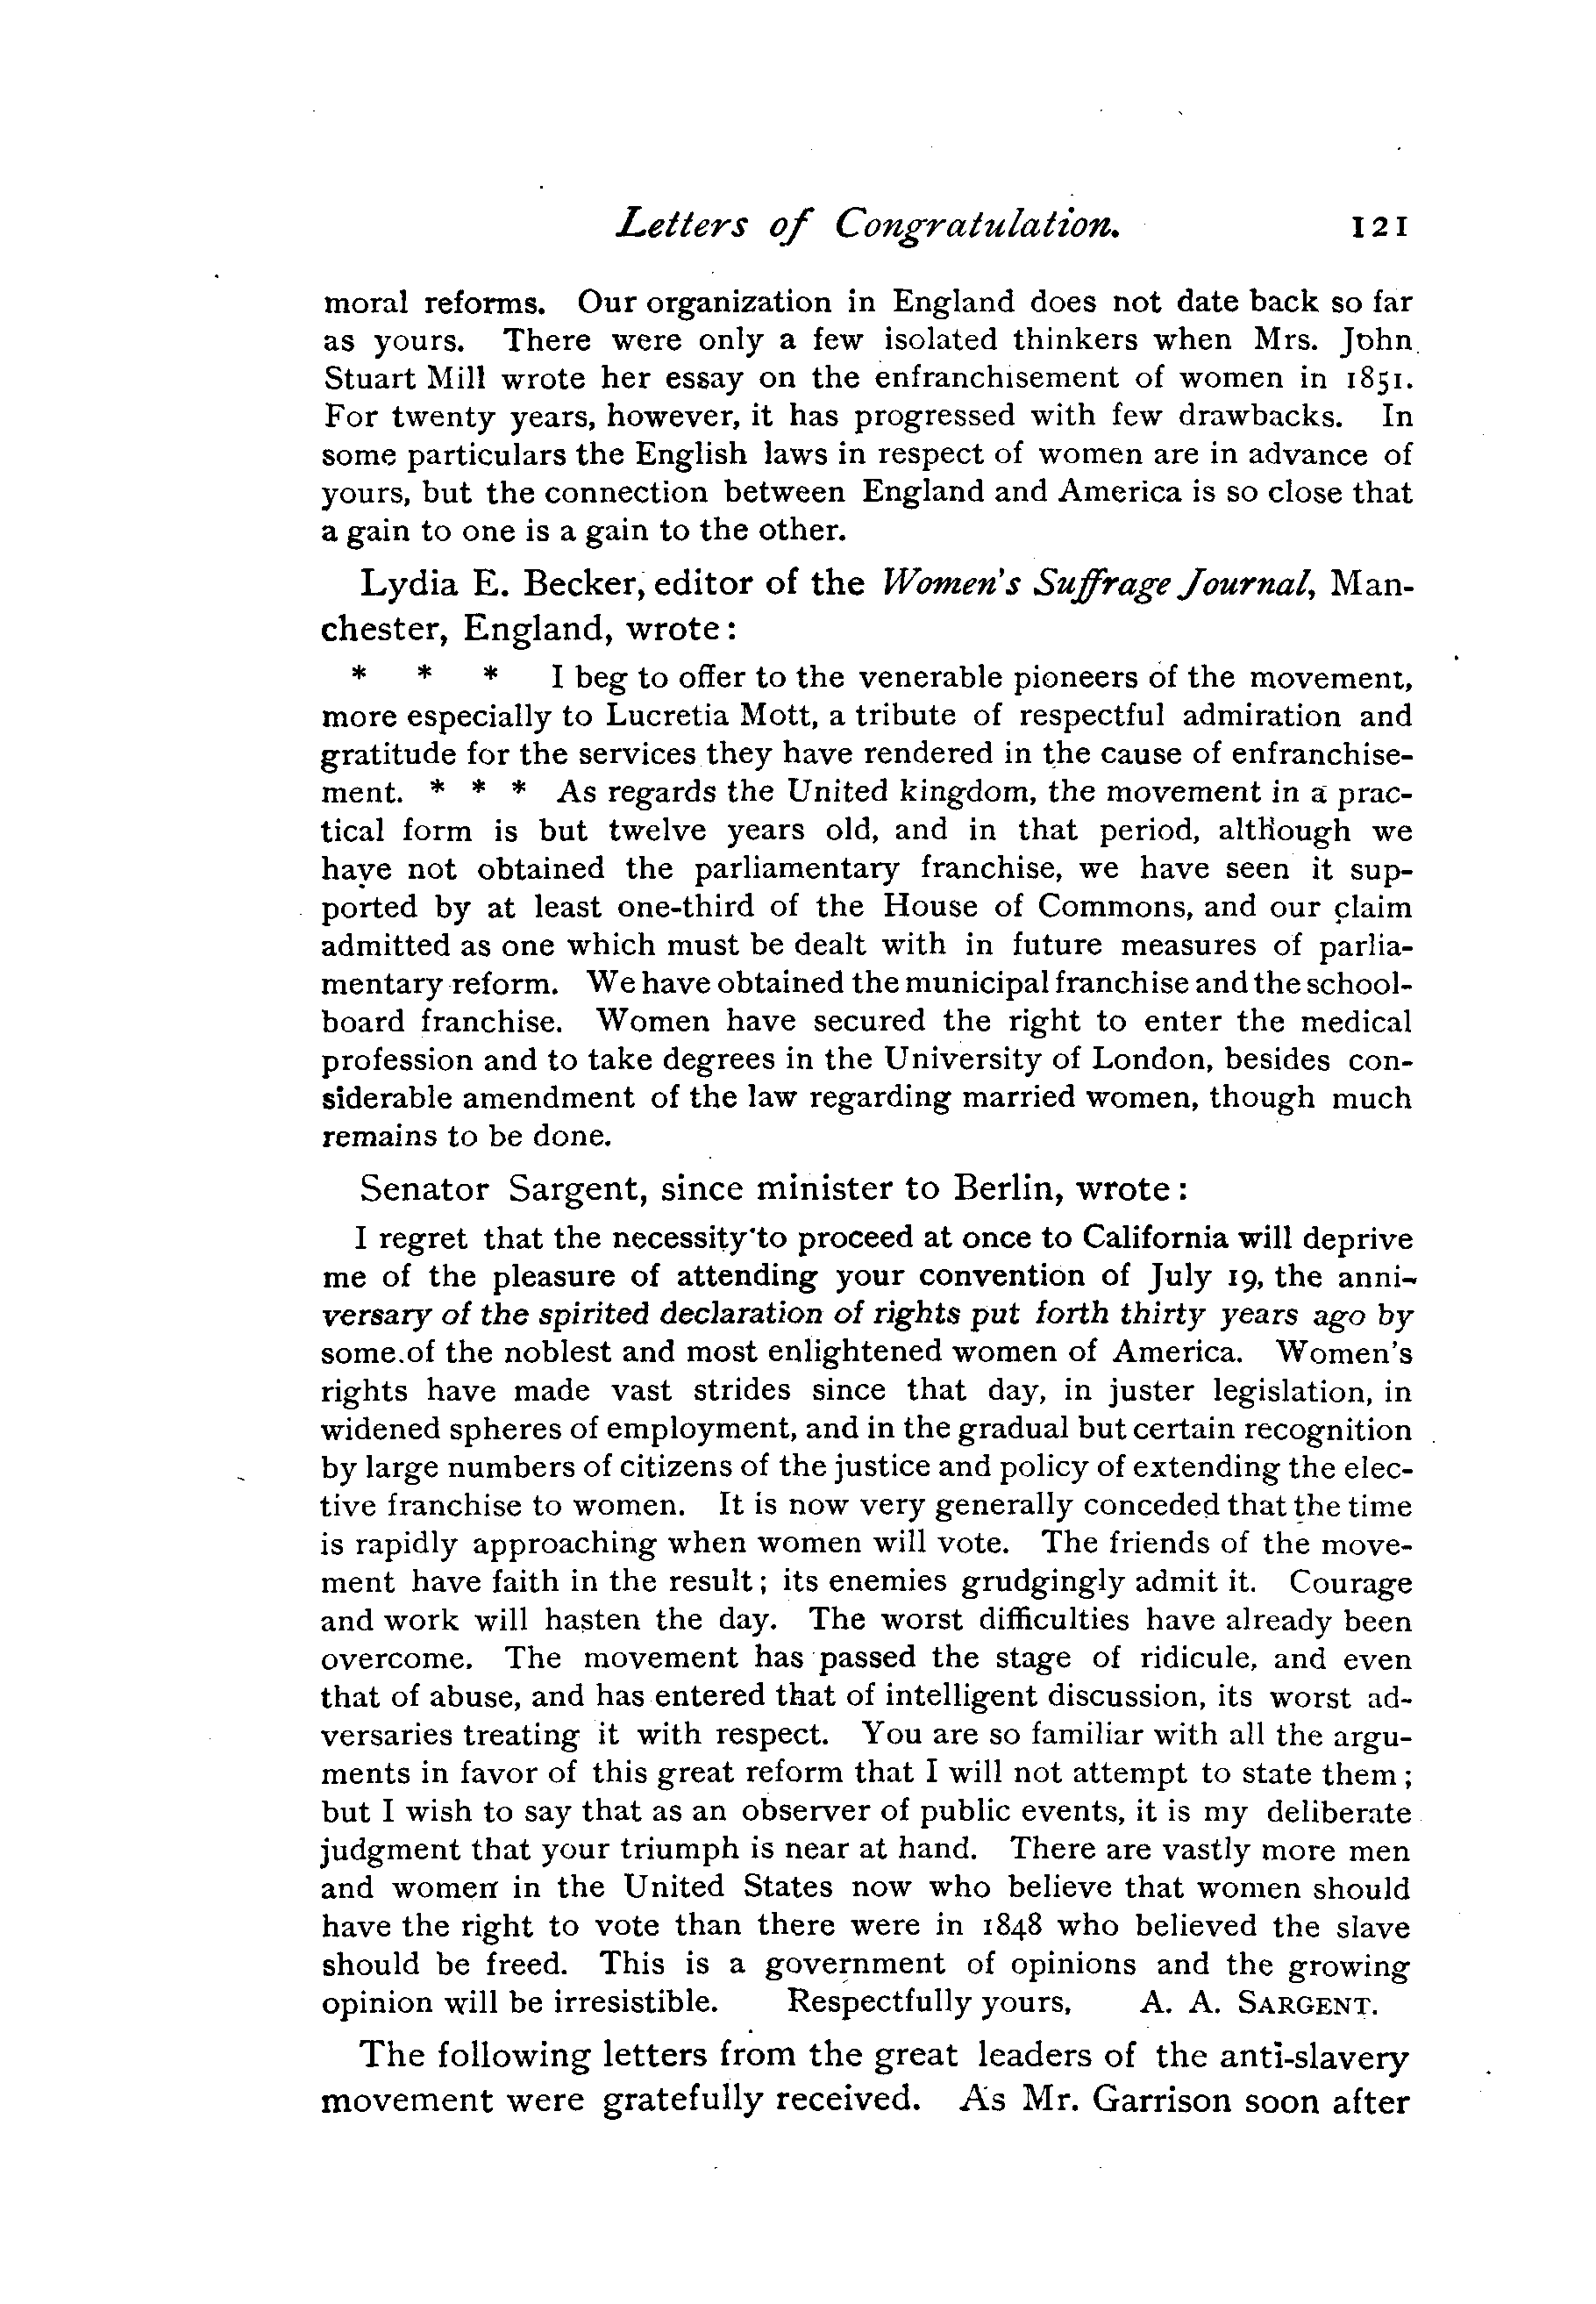 Letters of Congratulation. 121
moral reforms. Our organization in England does not date back so far
as yours. There were only a few isolated thinkers when Mrs. John
Stuart Mill wrote her essay on the enfranchisement of women in 1851.
For twenty years, however, it has progressed with few drawbacks. In
some particulars the English laws in respect of women are in advance of
yours, but the connection between England and America is so close that
a gain to one is a gain to the other.
Lydia E. Becker, editor of the Women's Suffrage Journal, Man-
chester, England, wrote:
* * * I beg to offer to the venerable pioneers of the movement,
more especially to Lucretia Mott, a tribute of respectful admiration and
gratitude for the services they have rendered in the cause of enfranchise-
ment. * * * As regards the United kingdom, the movement in a prac-
tical form is but twelve years old, and in that period, although we
have not obtained the parliamentary franchise, we have seen it sup-
ported by at least one-third of the House of Commons, and our claim
admitted as one which must be dealt with in future measures of parlia-
mentary reform. We have obtained the municipal franchise and the school-
board franchise. Women have secured the right to enter the medical
profession and to take degrees in the University of London, besides con-
siderable amendment of the law regarding married women, though much
remains to be done.
Senator Sargent, since minister to Berlin, wrote:
I regret that the necessity to proceed at once to California will deprive
me of the pleasure of attending your convention of July 19, the anni-
versary of the spirited declaration of rights put forth thirty years ago by
some of the noblest and most enlightened women of America. Women's
rights have made vast strides since that day, in juster legislation, in
widened spheres of employment, and in the gradual but certain recognition
by large numbers of citizens of the justice and policy of extending the elec-
tive franchise to women. It is now very generally conceded that the time
is rapidly approaching when women will vote. The friends of the move-
ment have faith in the result; its enemies grudgingly admit it. Courage
and work will hasten the day. The worst difficulties have already been
overcome. The movement has passed the stage of ridicule, and even
that of abuse, and has entered that of intelligent discussion, its worst ad-
versaries treating it with respect. You are so familiar with all the argu-
ments in favor of this great reform that I will not attempt to state them;
but I wish to say that as an observer of public events, it is my deliberate
judgment that your triumph is near at hand. There are vastly more men
and women in the United States now who believe that women should
have the right to vote than there were in 1848 who believed the slave
should be freed. This is a government of opinions and the growing
opinion will be irresistible. Respectfully yours, A. A. SARGENT.
The following letters from the great leaders of the anti-slavery
movement were gratefully received. As Mr. Garrison soon after